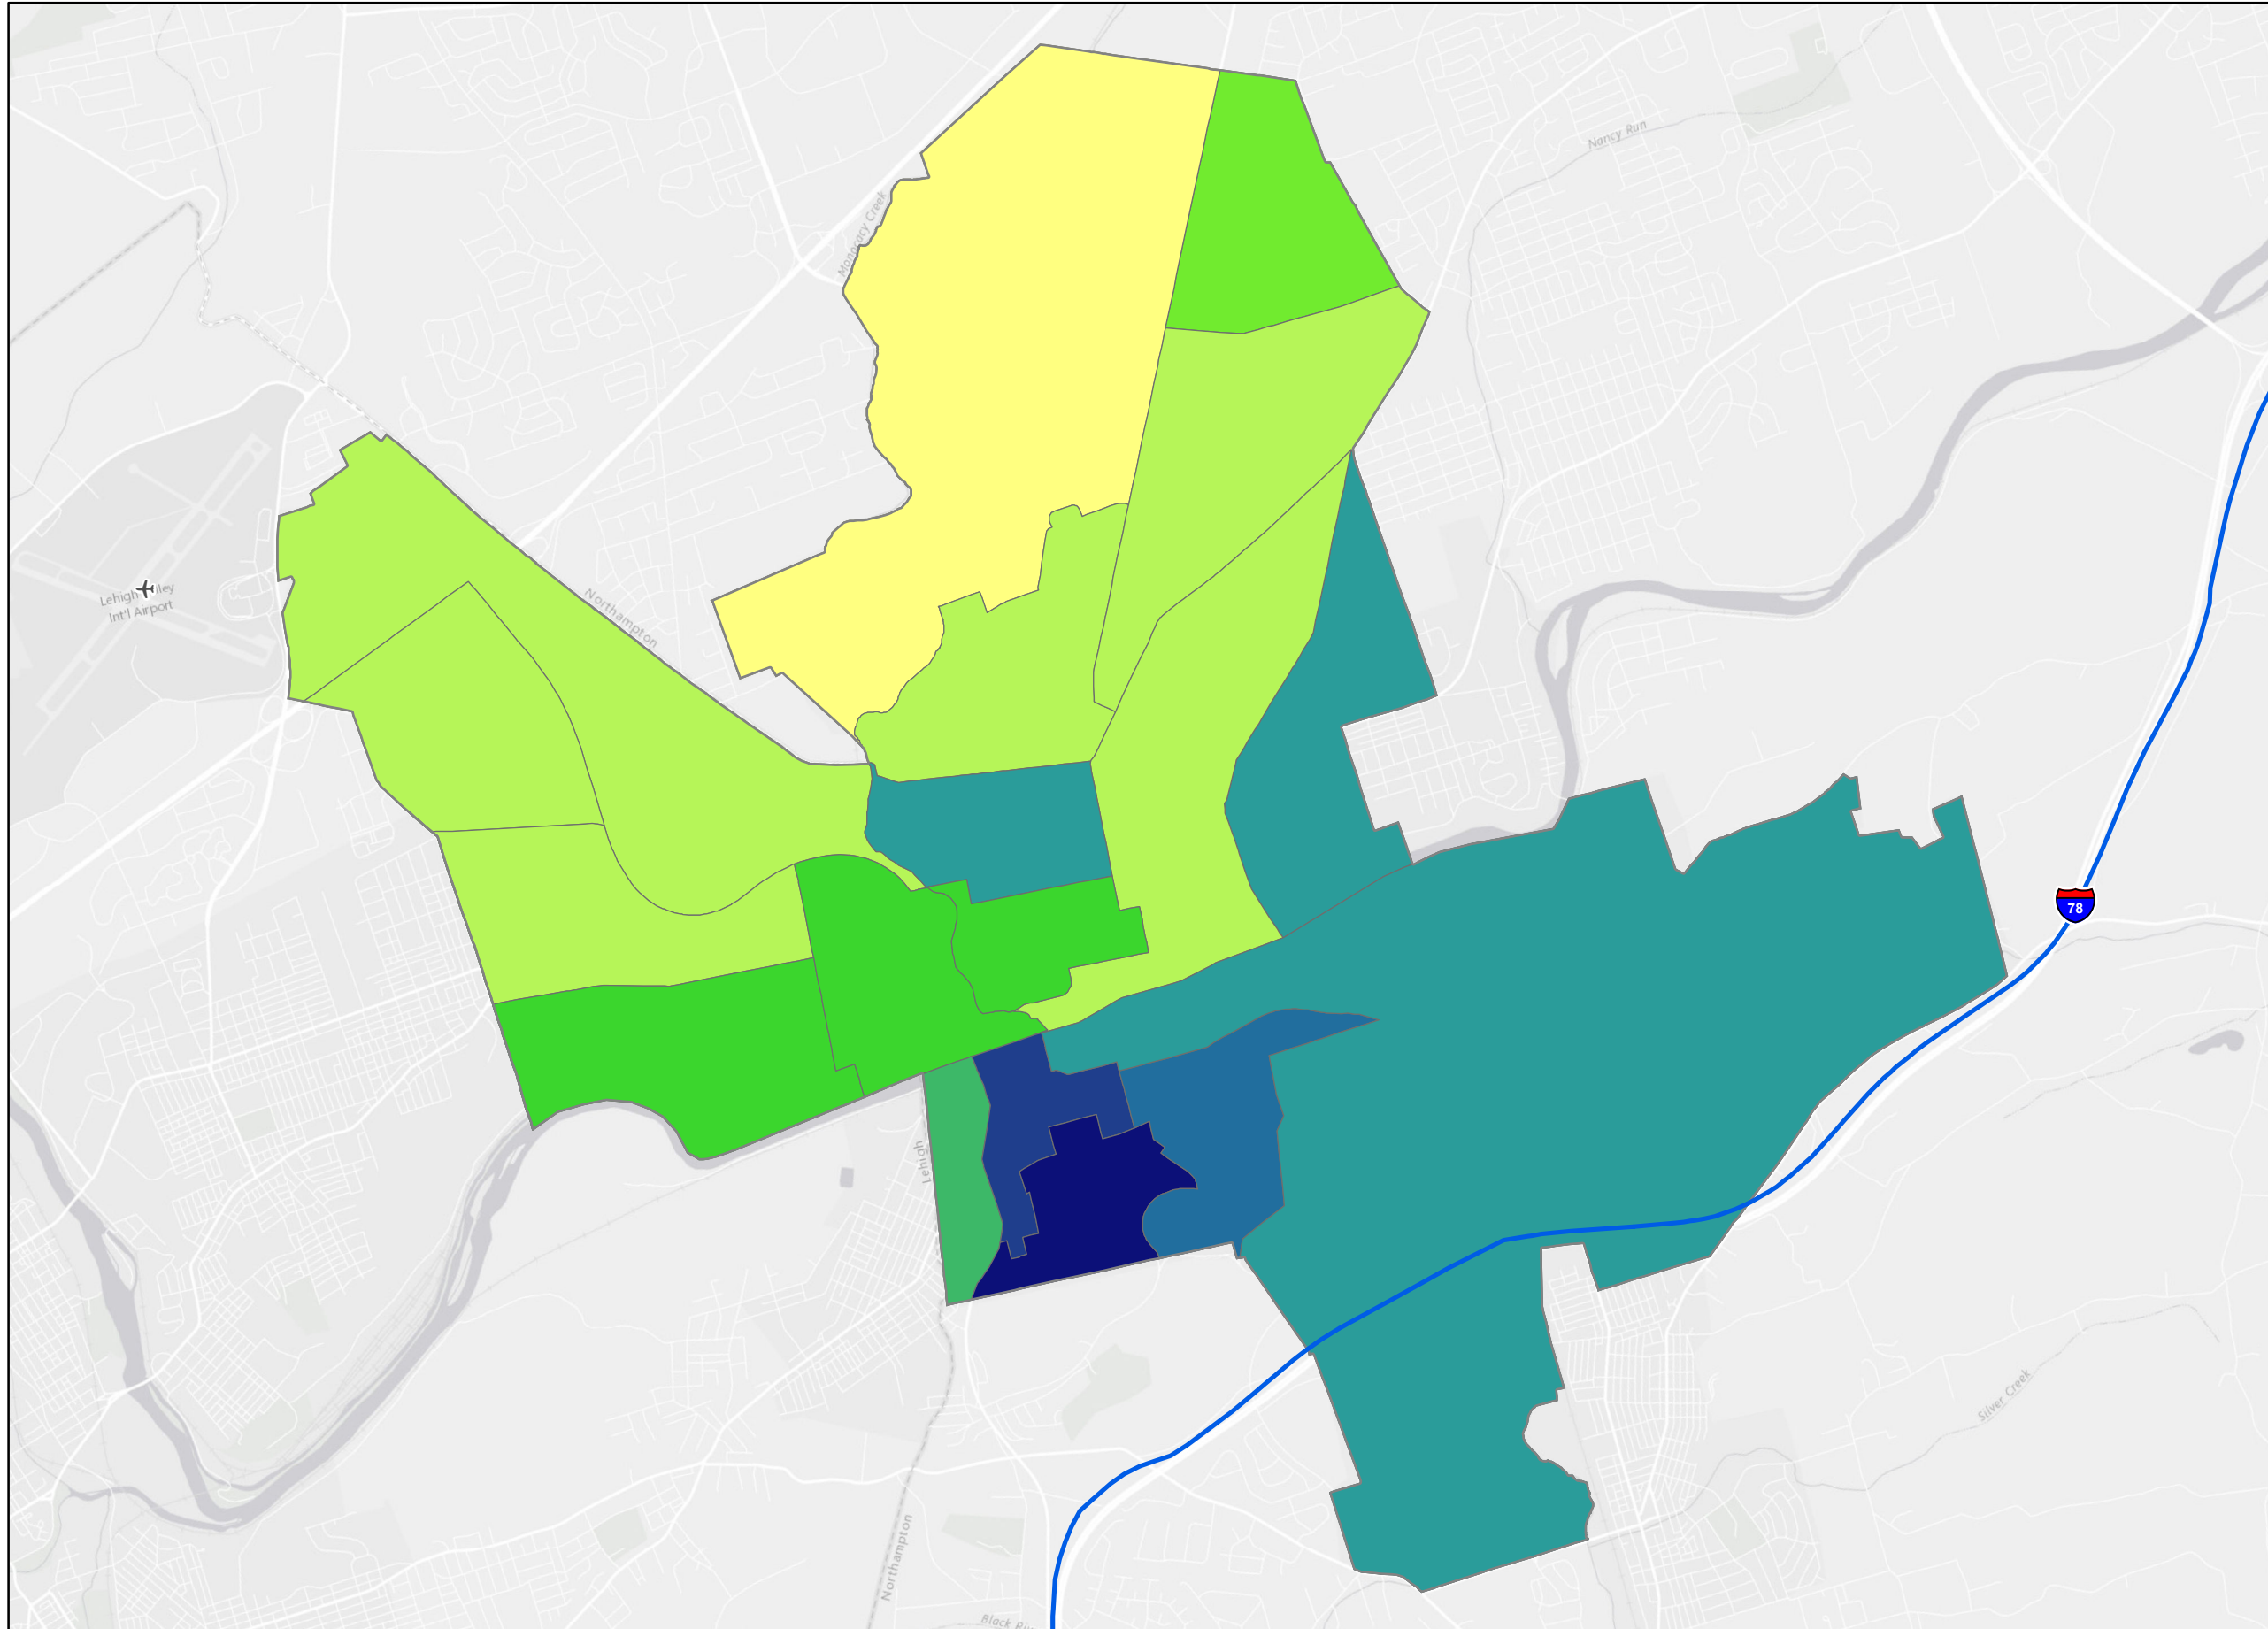 Nancy Run
Monocacy Creek
Lehigh Valley
Int'l Airport
Northampton
78
Lehigh
Silver Creek
Northampton